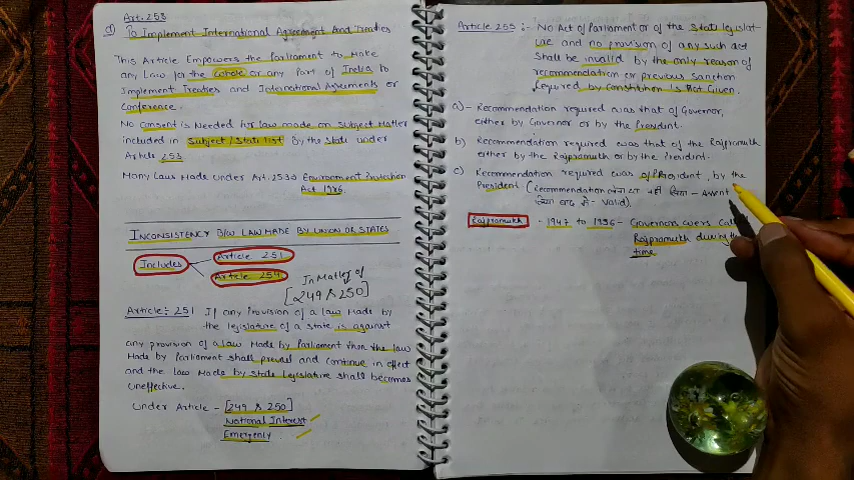 Art. 253
d) To Implement International Agreement And Treaties
This Article Empowers the Parliament to Make
any Law for the whole or any Part of India to
Implement Treaties and International Agreements or
Conference.
No Consent is Needed for law made on Subject Matter
included in Subject/State list by the state under
Article 253
Many Laws Made Under Art. 253
Environment Protection
Act 1986.
INCONSISTENCY B/W LAW MADE BY UNION OR STATES
Includes
Article 251
Article 254
In Matter of
[249 & 250]
Article :- 251 If any Provision of a law Made by
the legislature of a state is against
any provision of a law Made by Parliament than the law
Made by Parliament shall prevail and continue in effect
and the law Made by state Legislature shall becomes
uneffective.
Under Article - [249 & 250]
National Interest
Emergency
Article 255 :- No Act of Parliament or of the state legislat-
ure and no provision of any such act
Shall be invalid by the only reason of
recommendation or previous Sanction
required by Constitution is Not Given.
a) - Recommendation required was that of Governor,
either by Governor or by the President.
b) Recommendation required was that of the Rajpramukh
either by the Rajpramukh or by the President.
c) Recommendation required was of President, by the
President (Recommendation नहीं दिया - Assent
दिया बाद में - Valid).
Rajpramukh - 1947 to 1956 - Governors were
Rajpramukh during the
time